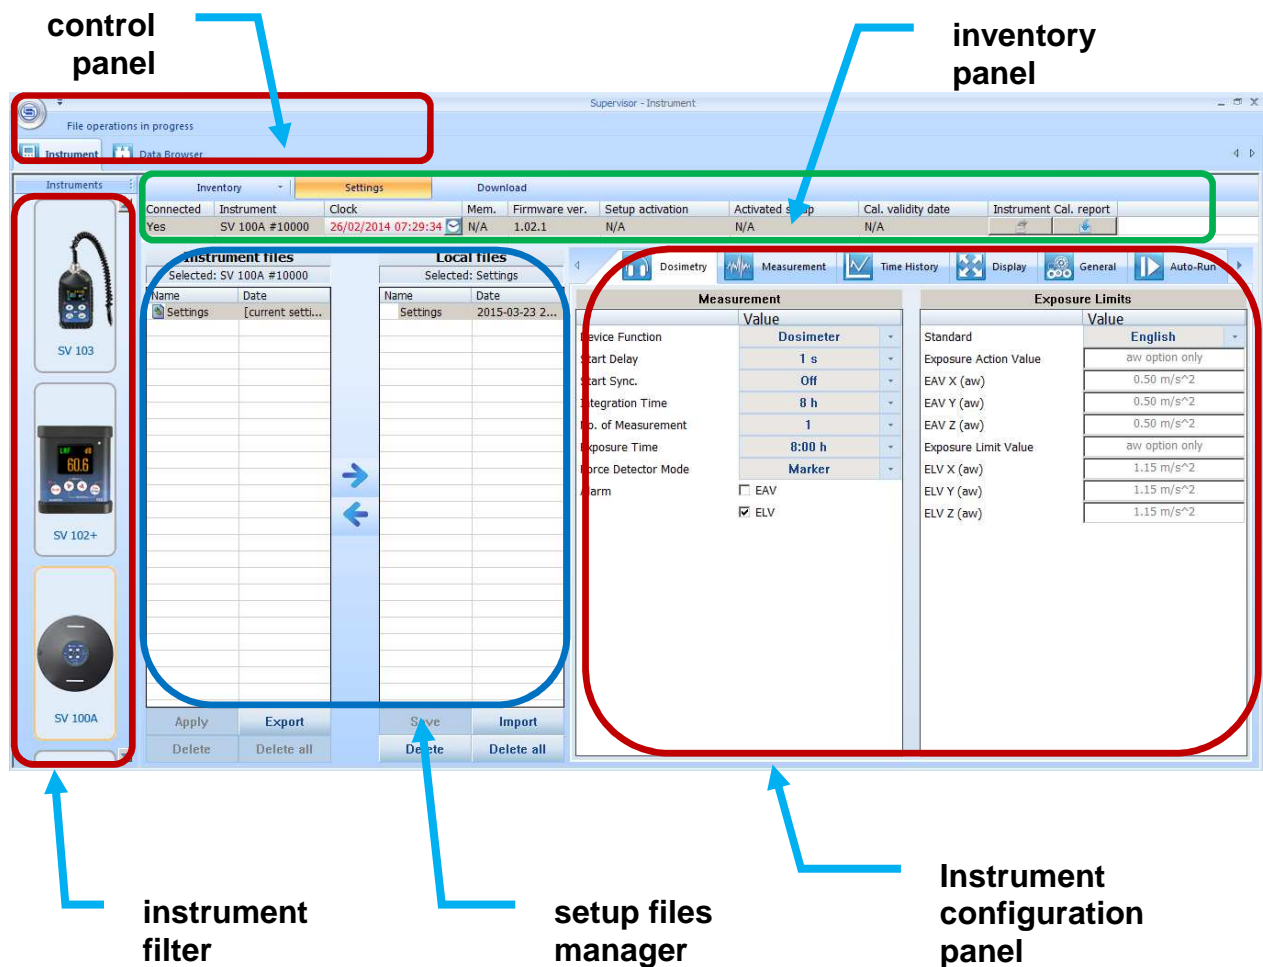 control
panel
inventory
panel
Supervisor - Instrument
File operations in progress
Instrument Data Browser
Instruments Inventory Settings Download
Connected Instrument Clock Mem. Firmware ver. Setup activation Activated setup Cal. validity date Instrument Cal. report
Yes SV 100A #10000 26/02/2014 07:29:34 N/A 1.02.1 N/A N/A N/A
Instrument files Local files
Selected: SV 100A #10000 Selected: Settings
Dosimetry Measurement Time History Display General Auto-Run
Name Date Name Date
Settings [current setti... Settings 2015-03-23 2...
Measurement Exposure Limits
Value Value
Device Function Dosimeter Standard English
Start Delay 1 s Exposure Action Value aw option only
Start Sync. Off EAV X (aw) 0.50 m/s^2
Integration Time 8 h EAV Y (aw) 0.50 m/s^2
No. of Measurement 1 EAV Z (aw) 0.50 m/s^2
Exposure Time 8:00 h Exposure Limit Value aw option only
Force Detector Mode Marker ELV X (aw) 1.15 m/s^2
Alarm EAV ELV Y (aw) 1.15 m/s^2
ELV ELV Z (aw) 1.15 m/s^2
SV 103
60.6
SV 102+
SV 100A
Apply Export Save Import
Delete Delete all Delete Delete all
instrument
filter
setup files
manager
Instrument
configuration
panel